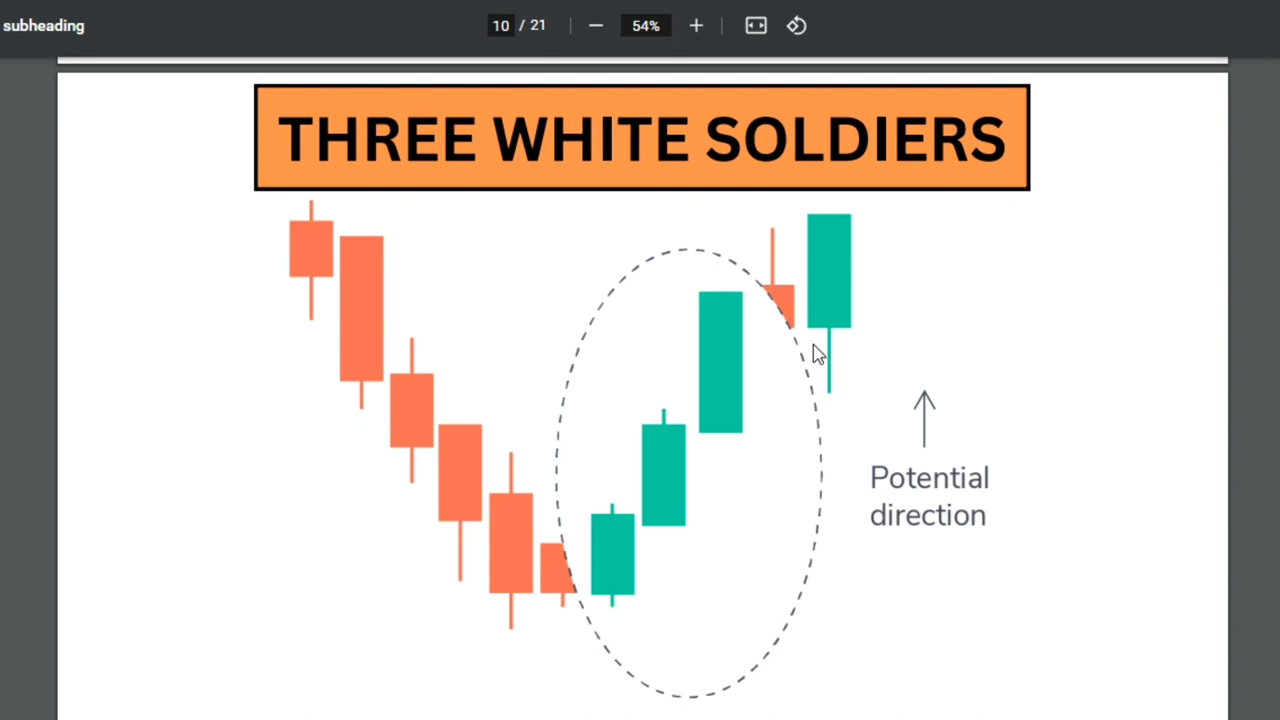 subheading
10 / 21
54%
THREE WHITE SOLDIERS
Potential
direction